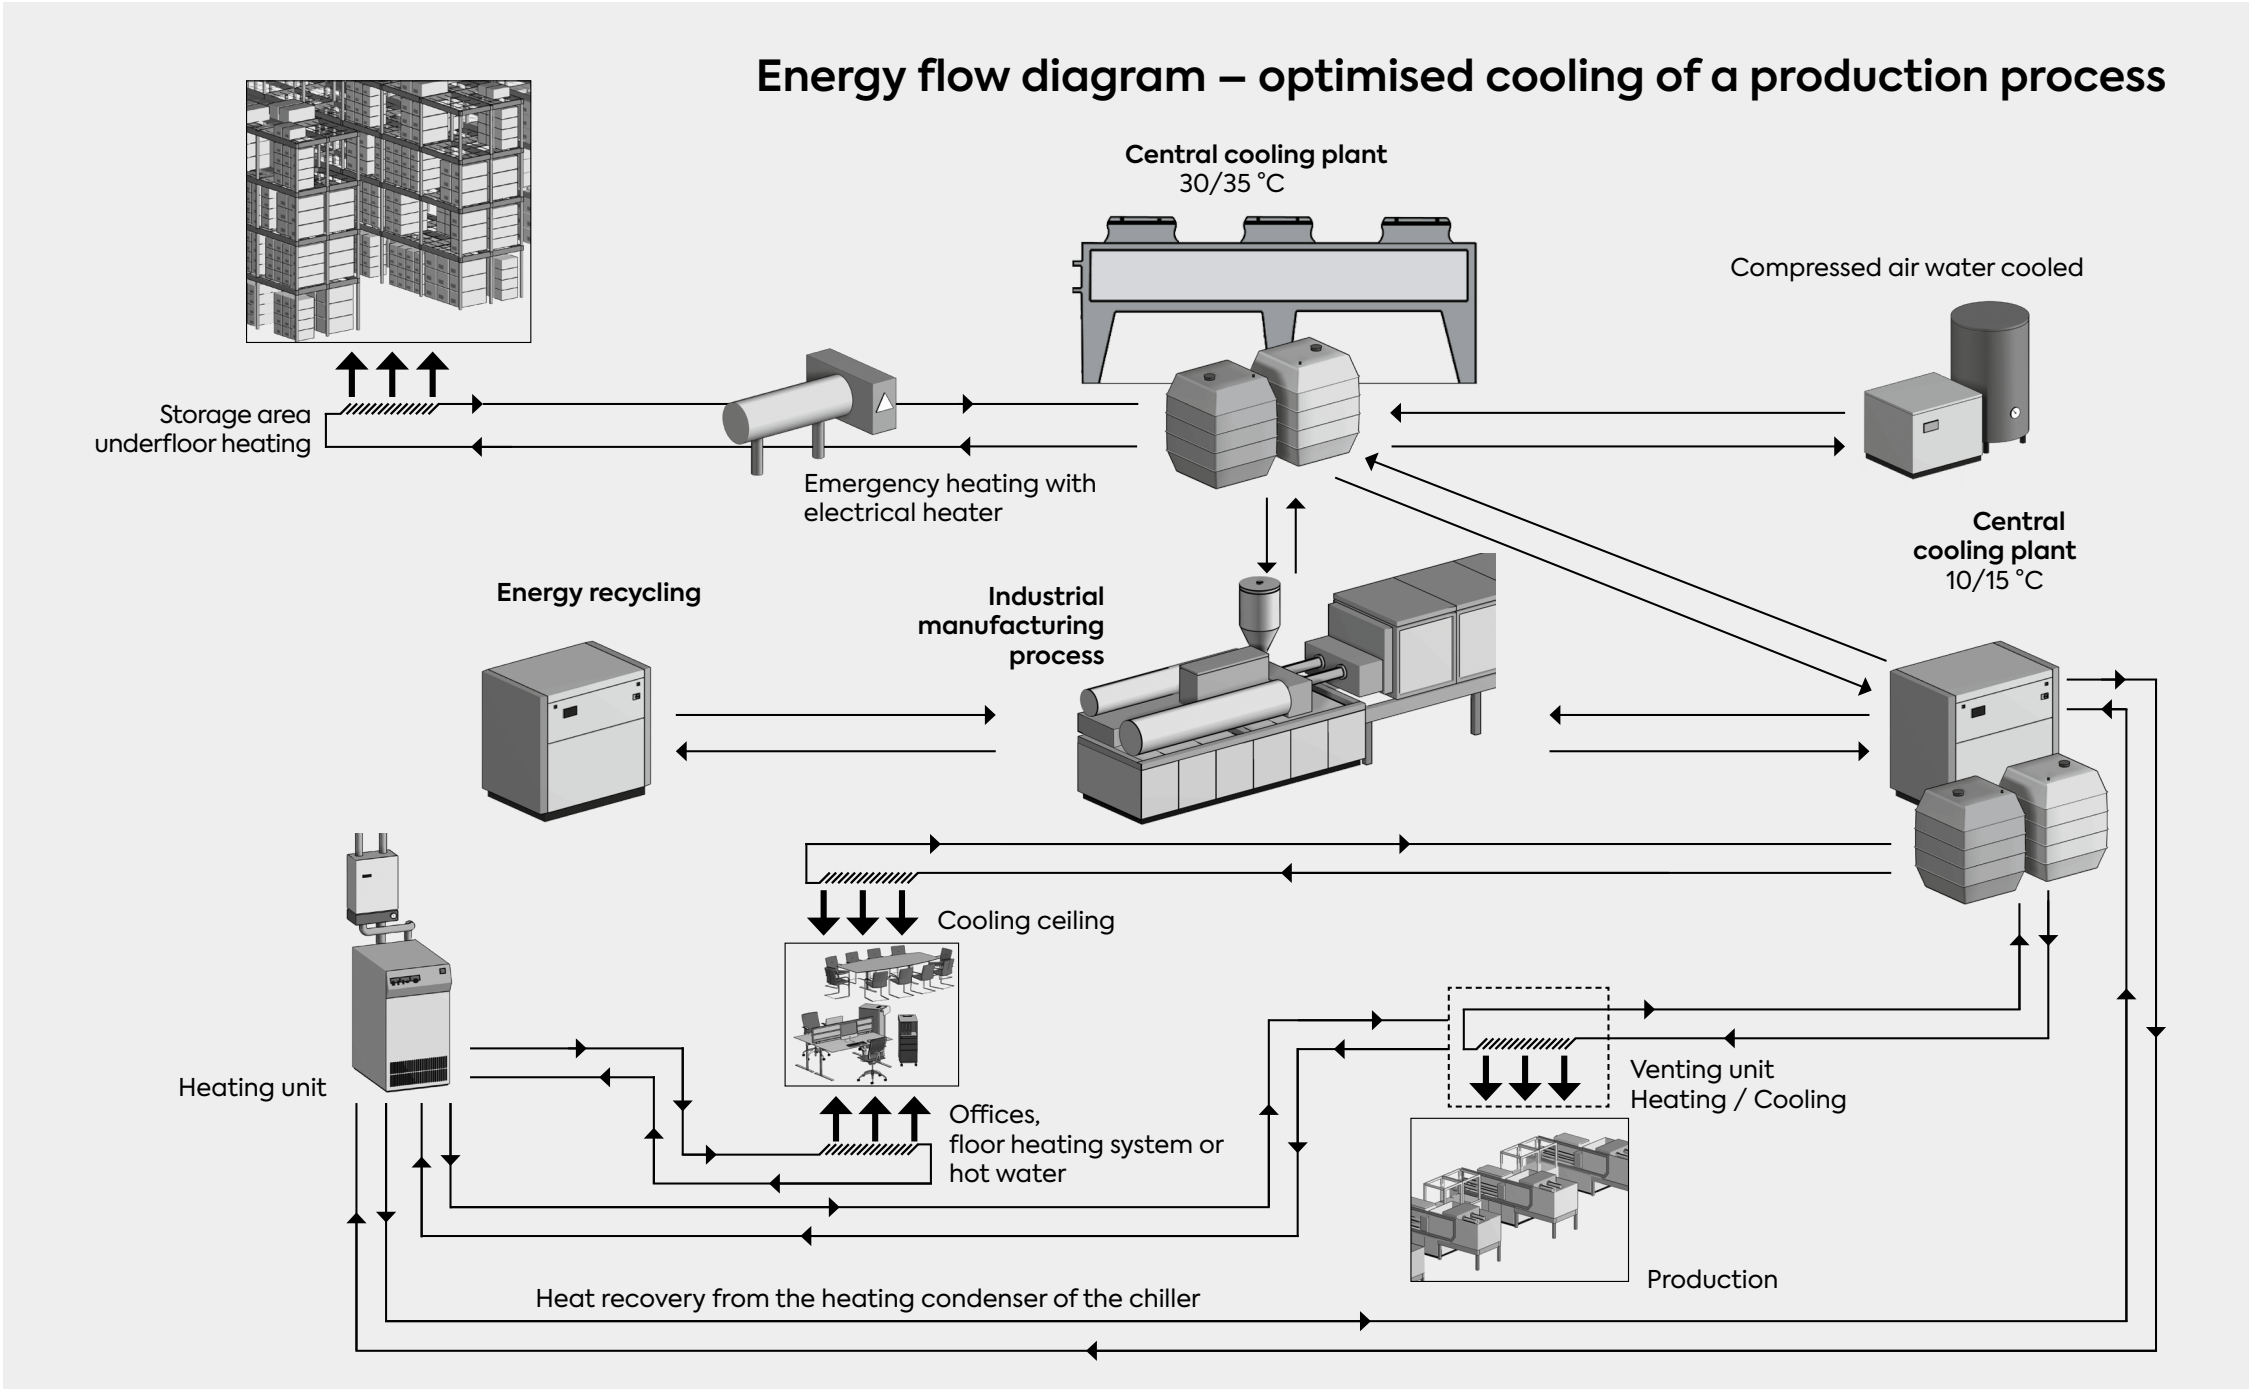 Energy flow diagram – optimised cooling of a production process
Central cooling plant
30/35 °C
Compressed air water cooled
Storage area
underfloor heating
Emergency heating with
electrical heater
Central
cooling plant
10/15 °C
Energy recycling
Industrial
manufacturing
process
Cooling ceiling
Heating unit
Offices,
floor heating system or
hot water
Venting unit
Heating / Cooling
Production
Heat recovery from the heating condenser of the chiller